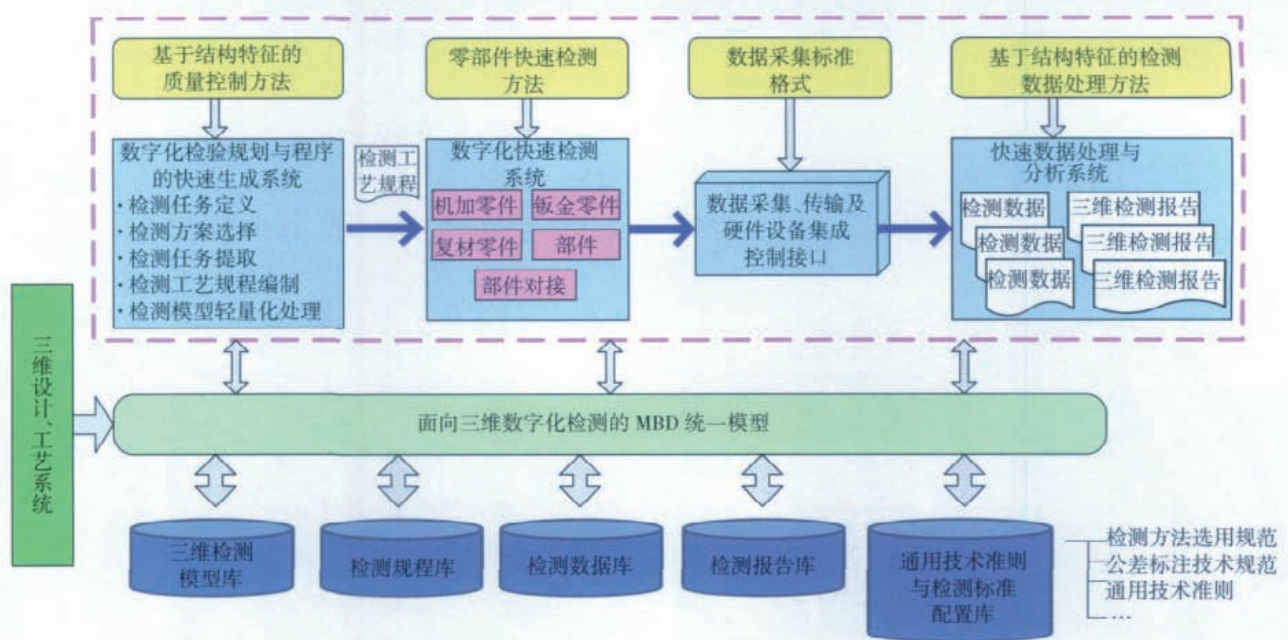 基于结构特征的
质量控制方法
零部件快速检测
方法
数据采集标准
格式
基于结构特征的检测
数据处理方法
数字化检验规划与程序
的快速生成系统
·检测任务定义
·检测方案选择
·检测任务提取
·检测工艺规程编制
·检测模型轻量化处理
检测工
艺规程
数字化快速检测
系统
机加零件
钣金零件
复材零件
部件
部件对接
数据采集、传输及
硬件设备集成
控制接口
快速数据处理与
分析系统
检测数据
检测数据
检测数据
三维检测报告
三维检测报告
三维检测报告
三维设计、工艺系统
面向三维数字化检测的 MBD 统一模型
三维检测
模型库
检测规程库
检测数据库
检测报告库
通用技术准则
与检测标准
配置库
检测方法选用规范
公差标注技术规范
通用技术准则
…